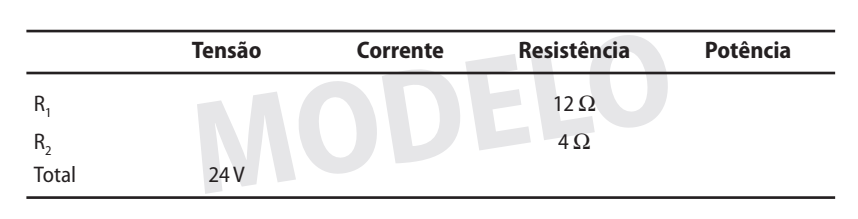 Tensão Corrente Resistência Potência
R₁ 12 Ω
R₂ 4 Ω
Total 24 V
MODELO